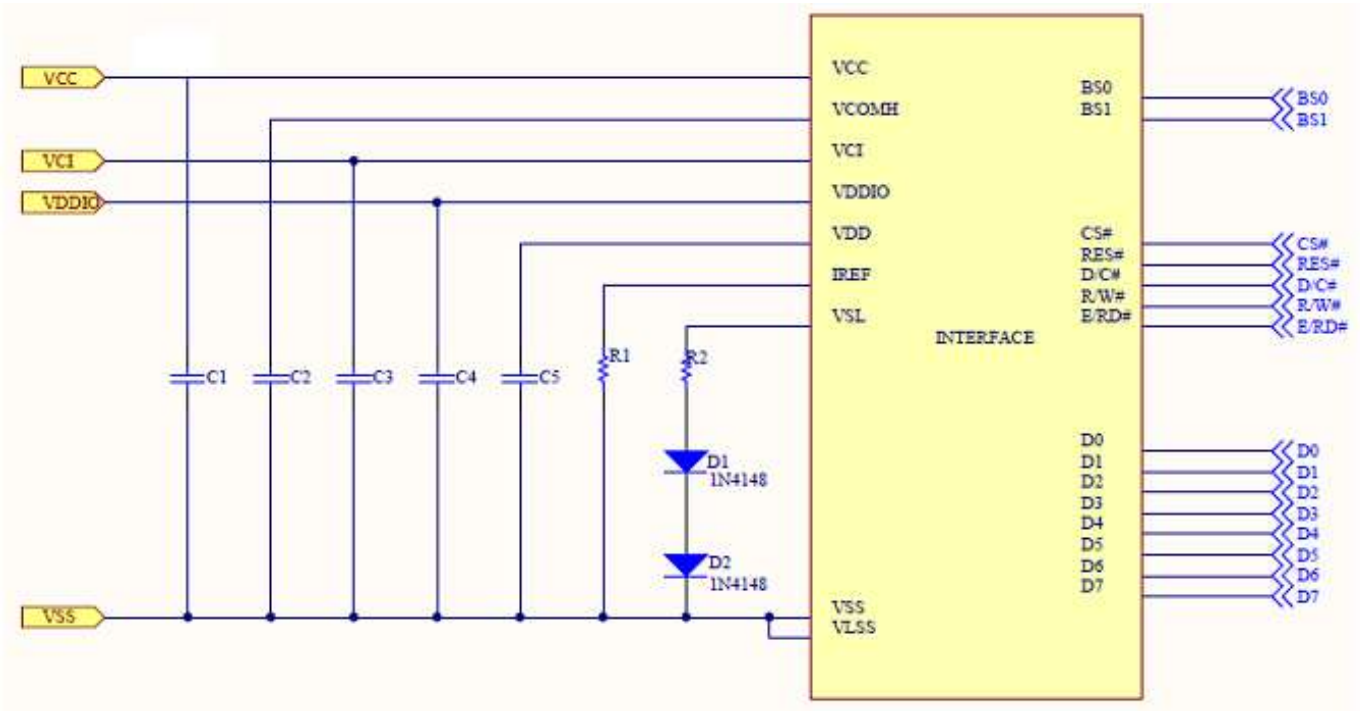 VCC
VCI
VDDIO
VSS
C1
C2
C3
C4
C5
R1
R2
D1
1N4148
D2
1N4148
VCC
VCOMH
VCI
VDDIO
VDD
IREF
VSL
VSS
VLSS
INTERFACE
BS0
BS1
CS#
RES#
D/C#
R/W#
E/RD#
D0
D1
D2
D3
D4
D5
D6
D7
BS0
BS1
CS#
RES#
D/C#
R/W#
E/RD#
D0
D1
D2
D3
D4
D5
D6
D7